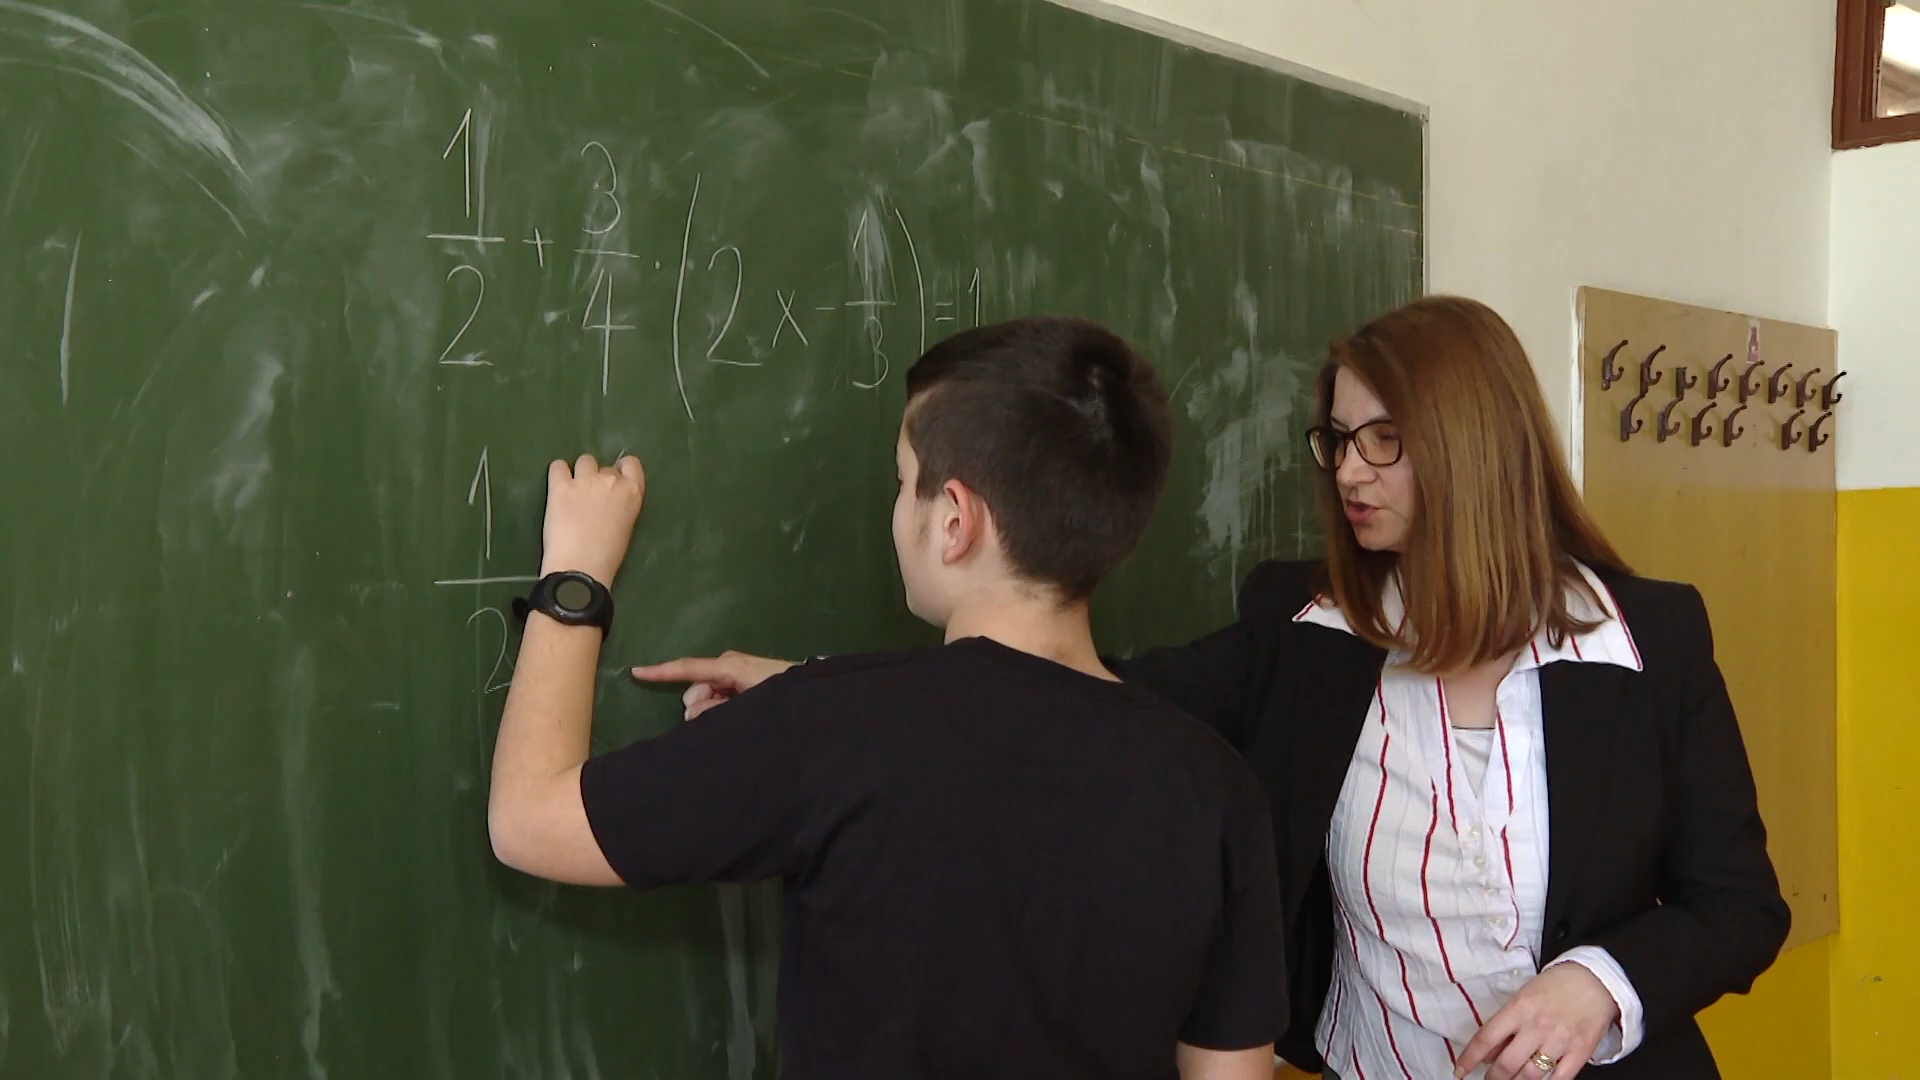 1/2 + 3/4 · (2x - 1/3) = 1
1/2